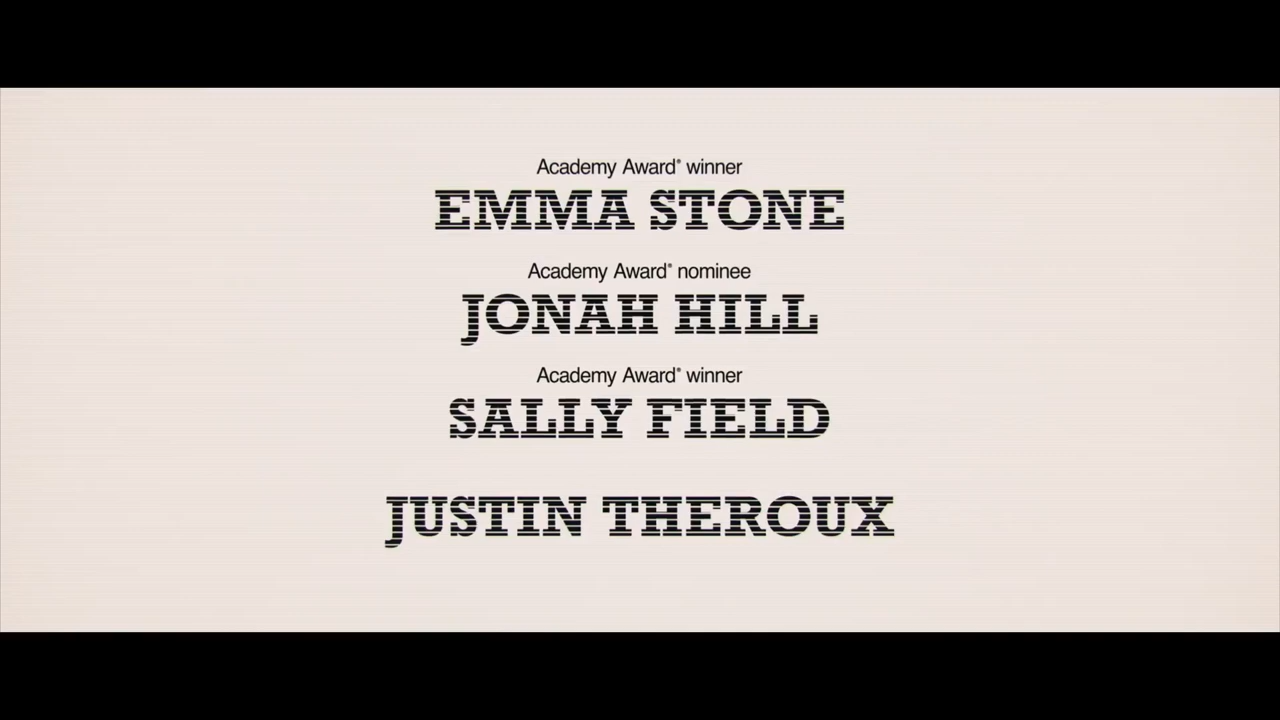 Academy Award® winner
EMMA STONE
Academy Award® nominee
JONAH HILL
Academy Award® winner
SALLY FIELD
JUSTIN THEROUX